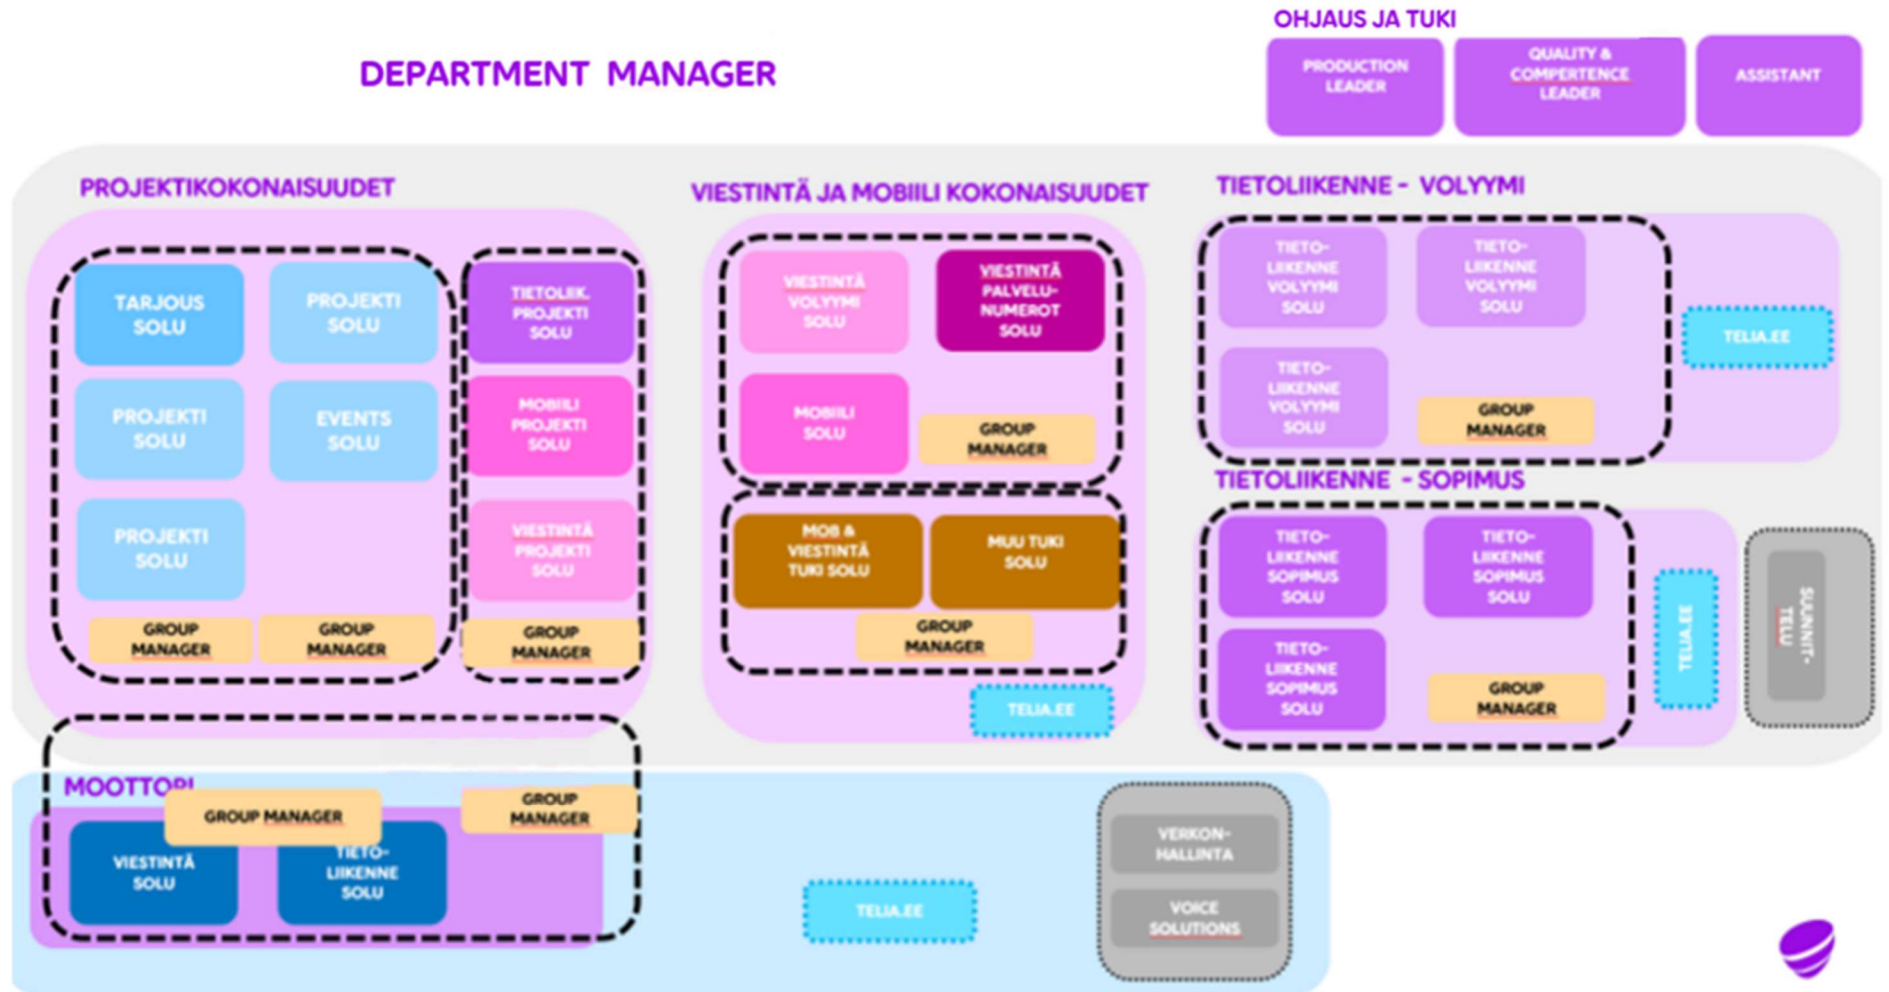 OHJAUS JA TUKI
DEPARTMENT MANAGER
PRODUCTION
LEADER
QUALITY &
COMPERTENCE
LEADER
ASSISTANT
PROJEKTIKOKONAISUUDET
TARJOUS
SOLU
PROJEKTI
SOLU
PROJEKTI
SOLU
EVENTS
SOLU
PROJEKTI
SOLU
GROUP
MANAGER
GROUP
MANAGER
TIETOLIIK.
PROJEKTI
SOLU
MOBIILI
PROJEKTI
SOLU
VIESTINTÄ
PROJEKTI
SOLU
GROUP
MANAGER
VIESTINTÄ JA MOBIILI KOKONAISUUDET
VIESTINTÄ
VOLYYMI
SOLU
VIESTINTÄ
PALVELU-
NUMEROT
SOLU
MOBIILI
SOLU
GROUP
MANAGER
MOB &
VIESTINTÄ
TUKI SOLU
MUU TUKI
SOLU
GROUP
MANAGER
TELIA.EE
TIETOLIIKENNE - VOLYYMI
TIETO-
LIIKENNE
VOLYYMI
SOLU
TIETO-
LIIKENNE
VOLYYMI
SOLU
TIETO-
LIIKENNE
VOLYYMI
SOLU
GROUP
MANAGER
TELIA.EE
TIETOLIIKENNE - SOPIMUS
TIETO-
LIIKENNE
SOPIMUS
SOLU
TIETO-
LIIKENNE
SOPIMUS
SOLU
TIETO-
LIIKENNE
SOPIMUS
SOLU
GROUP
MANAGER
TELIA.EE
SUUNNIT-
TELU
MOOTTORI
GROUP MANAGER
GROUP
MANAGER
VIESTINTÄ
SOLU
TIETO-
LIIKENNE
SOLU
TELIA.EE
VERKON-
HALLINTA
VOICE
SOLUTIONS